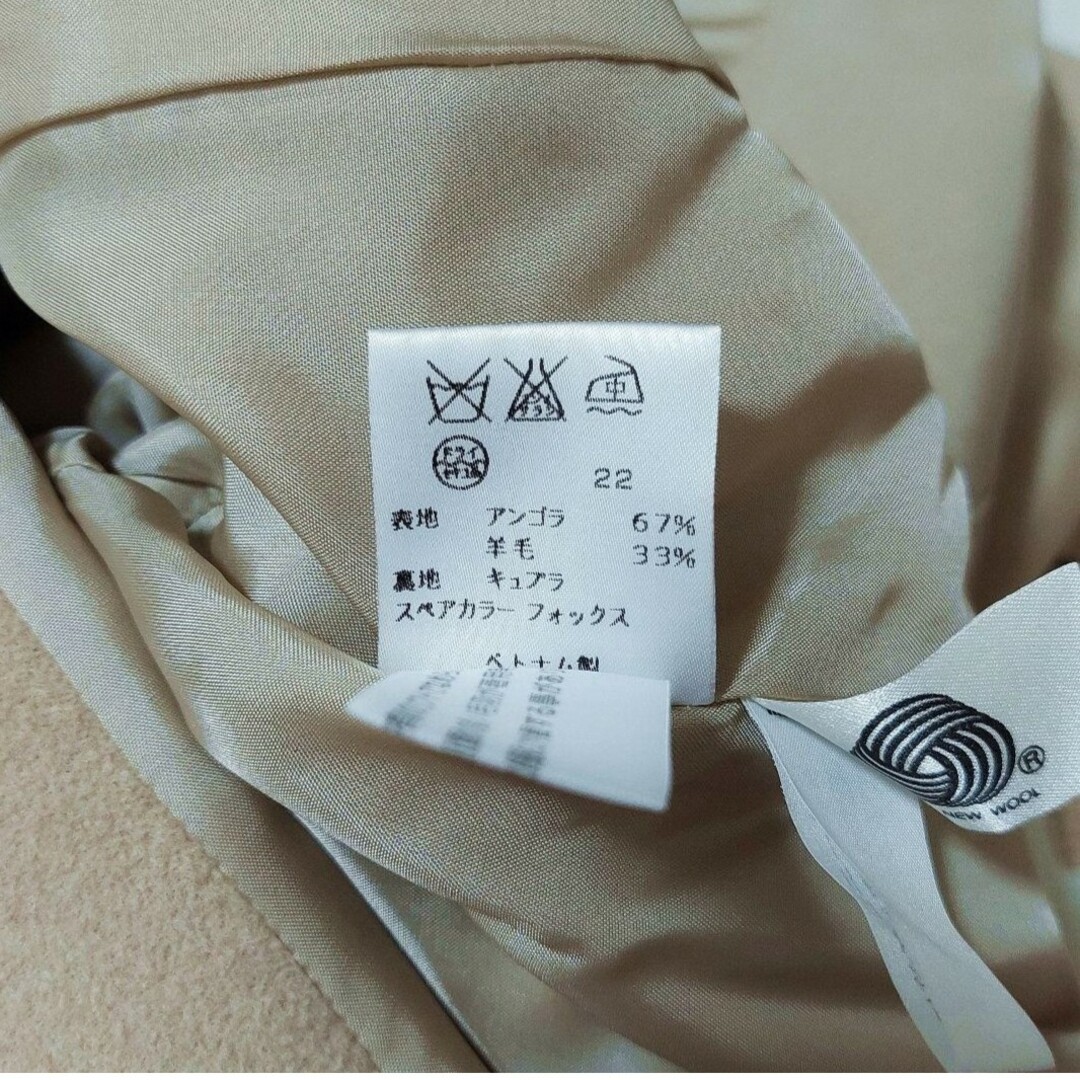 中
ドライ
22
表地 アンゴラ 67%
羊毛 33%
裏地 キュプラ
スペアカラー フォックス
ベトナム製
®
NEW WOOL